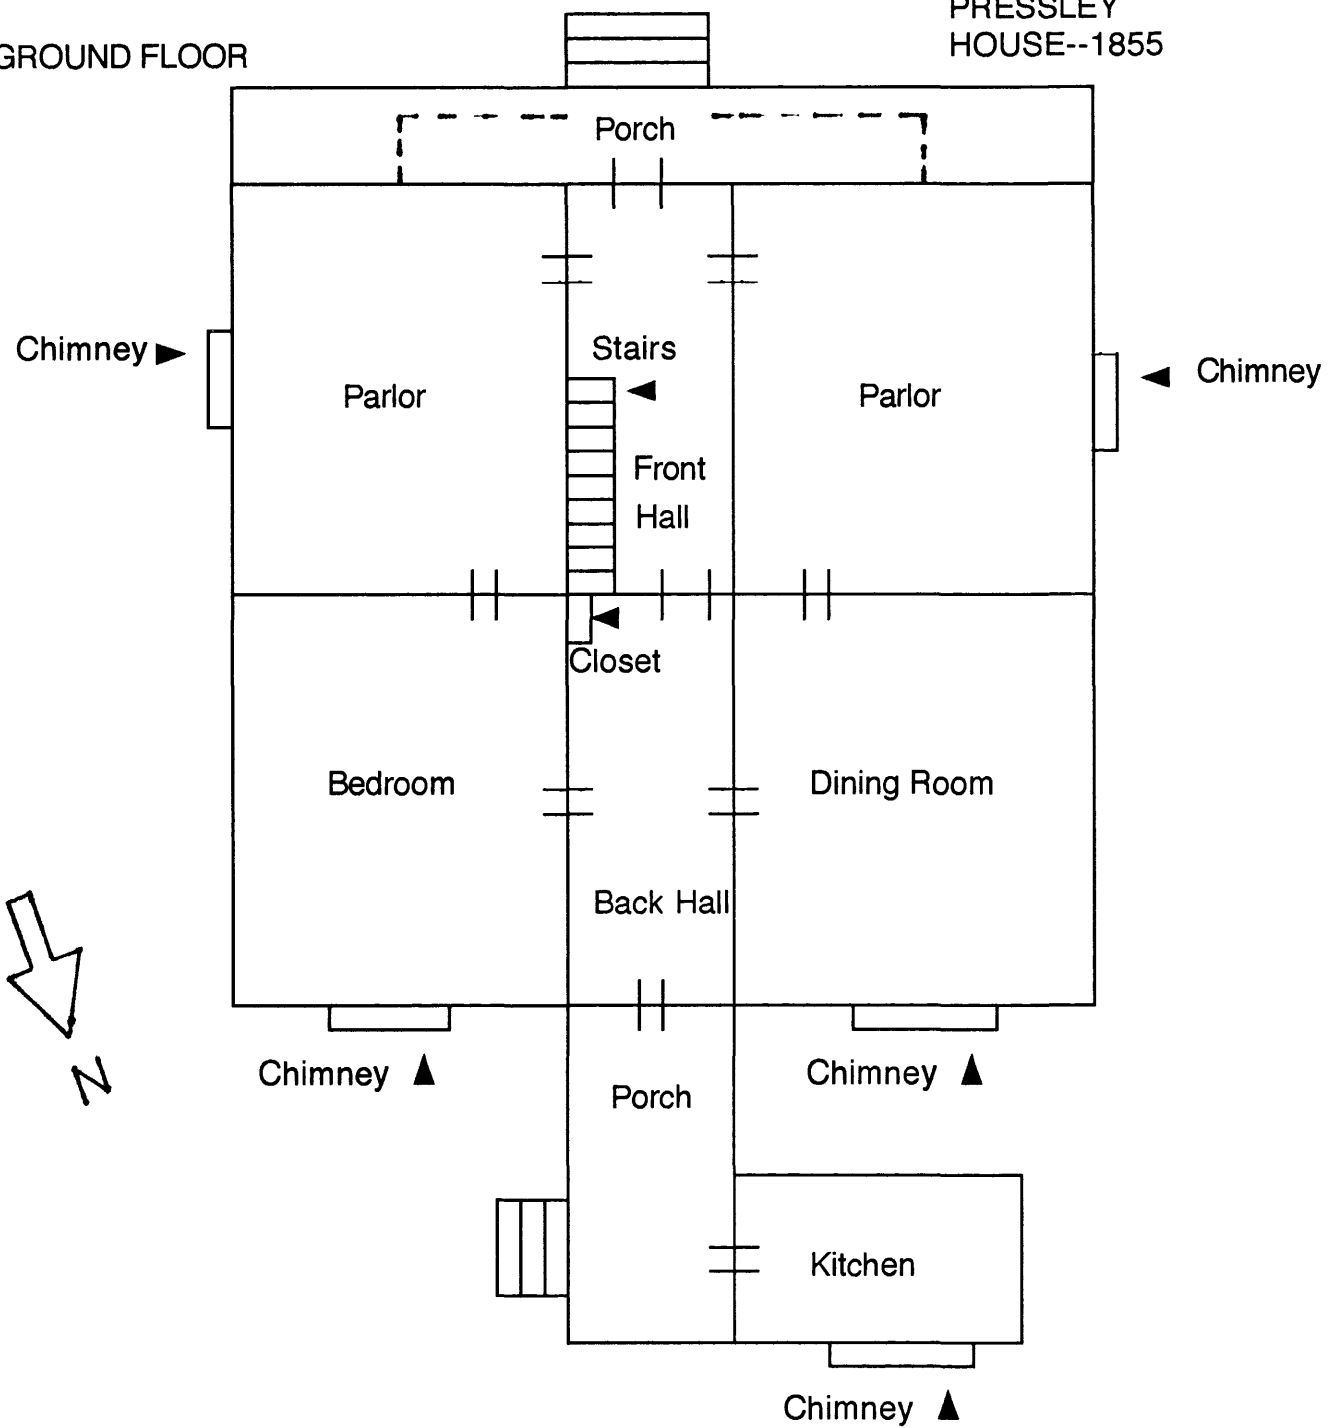 PRESSLEY
GROUND FLOOR
HOUSE--1855
Porch
Chimney
Stairs
Chimney
Parlor
Parlor
Front
Hall
Closet
Bedroom
Dining Room
Back Hall
N
Chimney
Chimney
Porch
Kitchen
Chimney